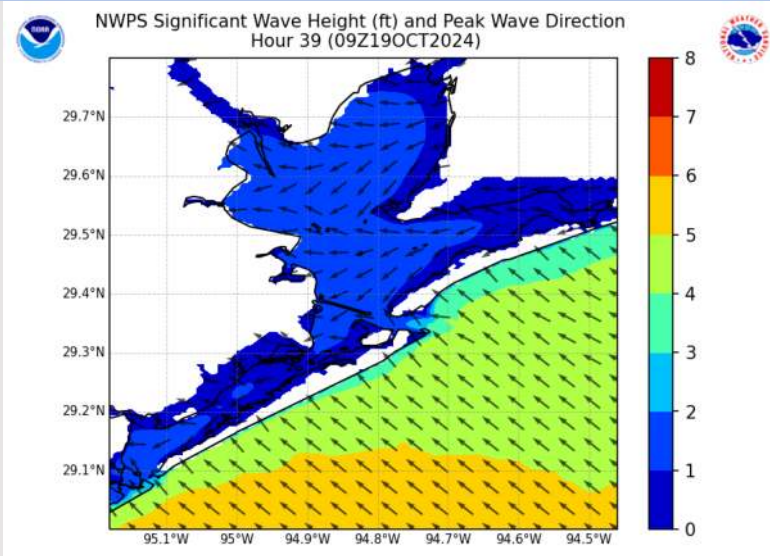 NWPS Significant Wave Height (ft) and Peak Wave Direction
Hour 39 (09Z19OCT2024)
NOAA
8
7
6
5
4
3
2
1
0
29.7°N
29.6°N
29.5°N
29.4°N
29.3°N
29.2°N
29.1°N
95.1°W 95°W 94.9°W 94.8°W 94.7°W 94.6°W 94.5°W